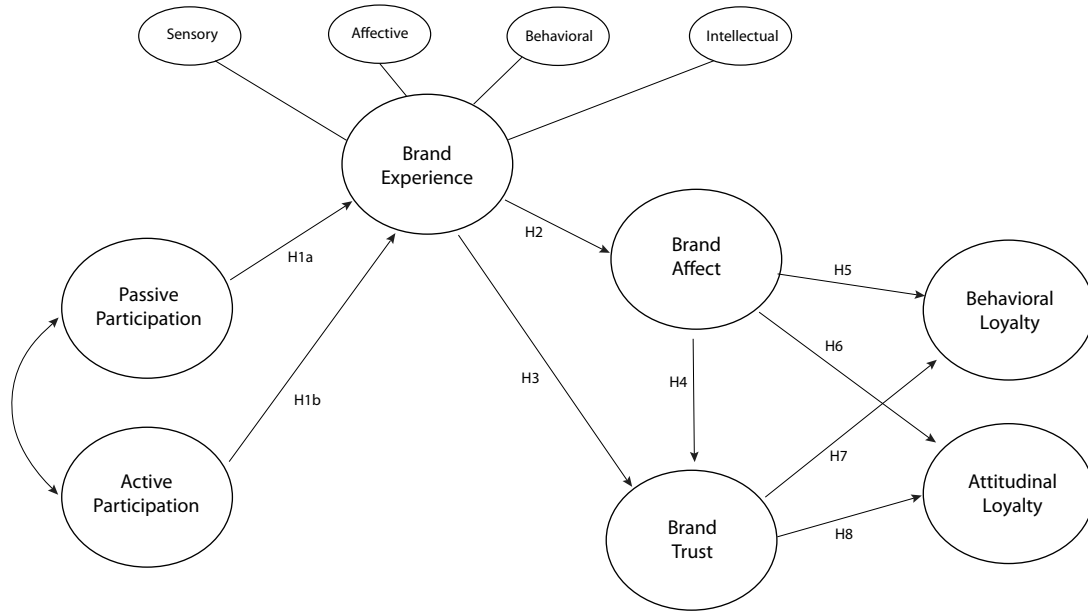 Sensory
Affective
Behavioral
Intellectual
Brand
Experience
H2
H1a
Brand
Affect
H5
Passive
Participation
Behavioral
Loyalty
H6
H3
H4
H1b
H7
Active
Participation
Attitudinal
Loyalty
Brand
Trust
H8